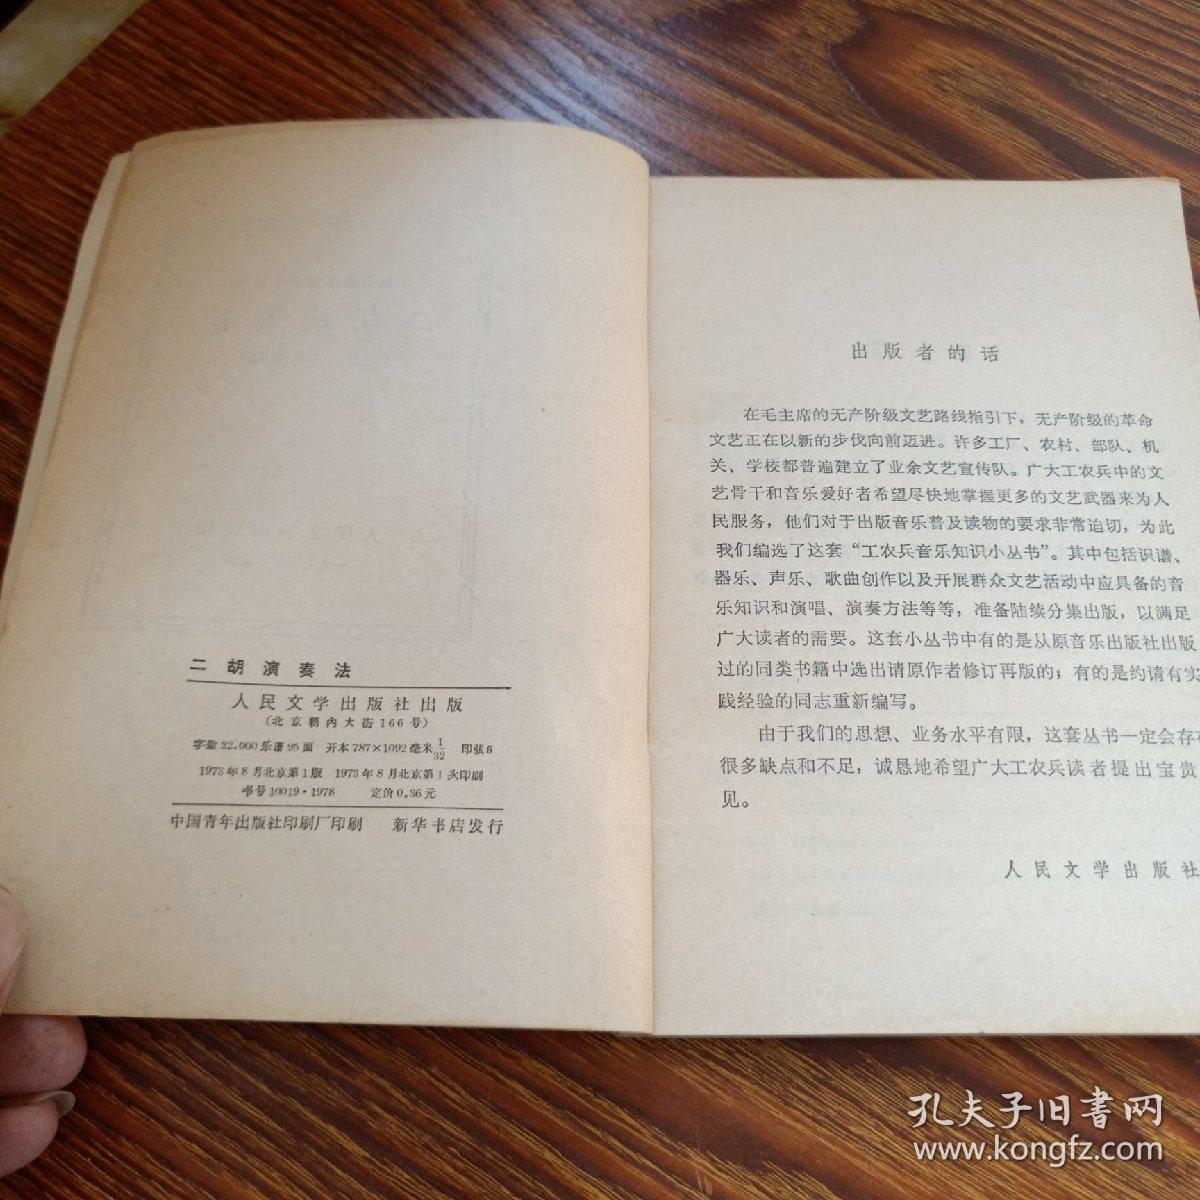 二胡演奏法
人民文学出版社出版
(北京朝内大街166号)
字数32,000乐谱95面 开本787×1092毫米1/32 印张5
1973年8月北京第1版 1973年8月北京第1次印刷
书号10019·1978 定价0.36元
中国青年出版社印刷厂印刷 新华书店发行
出版者的话
在毛主席的无产阶级文艺路线指引下，无产阶级的革命
文艺正在以新的步伐向前迈进。许多工厂、农村、部队、机
关、学校都普遍建立了业余文艺宣传队。广大工农兵中的文
艺骨干和音乐爱好者希望尽快地掌握更多的文艺武器来为人
民服务，他们对于出版音乐普及读物的要求非常迫切，为此
我们编选了这套“工农兵音乐知识小丛书”。其中包括识谱、
器乐、声乐、歌曲创作以及开展群众文艺活动中应具备的音
乐知识和演唱、演奏方法等等，准备陆续分集出版，以满足
广大读者的需要。这套小丛书中有的是从原音乐出版社出版
过的同类书籍中选出请原作者修订再版的；有的是约请有实
践经验的同志重新编写。
由于我们的思想、业务水平有限，这套丛书一定会存在
很多缺点和不足，诚恳地希望广大工农兵读者提出宝贵
见。
人民文学出版社
孔夫子旧書网
www.kongfz.com